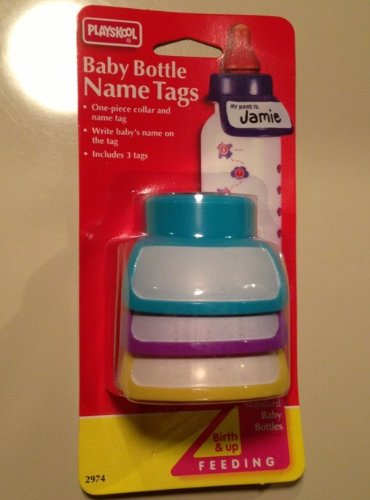 PLAYSKOOL
Baby Bottle
Name Tags
• One-piece collar and
name tag
• Write baby's name on
the tag
• Includes 3 tags
MY NAME IS
Jamie
Standard
Baby
Bottles
Birth
& up
FEEDING
2974